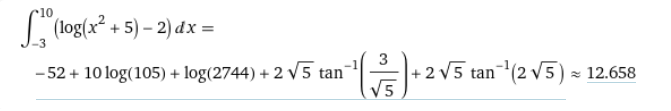 ∫_{-3}^{10} (log(x² + 5) – 2) dx =
–52 + 10 log(105) + log(2744) + 2 √5 tan⁻¹(3/√5) + 2 √5 tan⁻¹(2 √5) ≈ 12.658